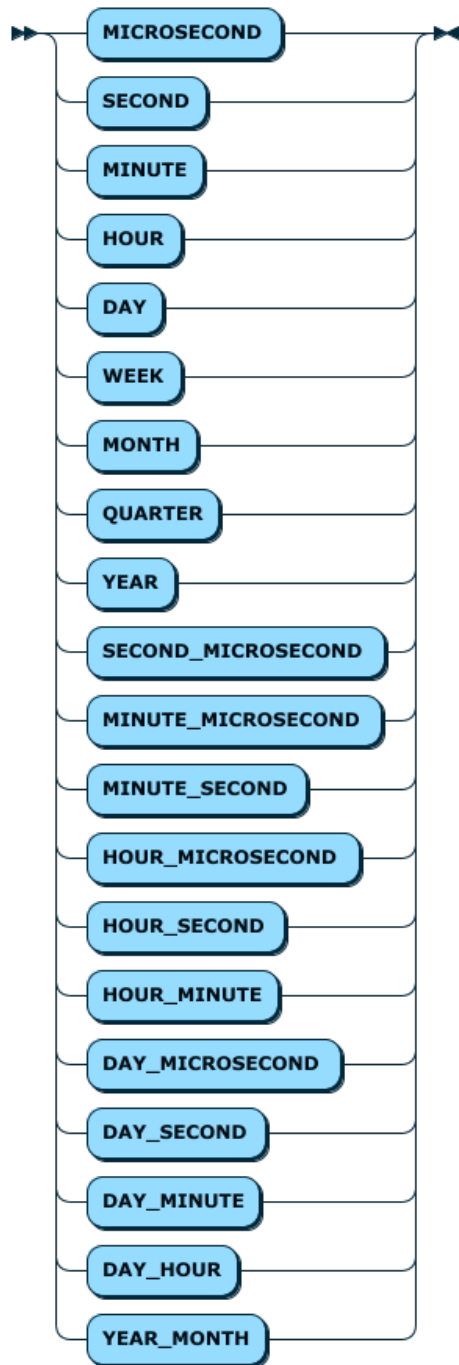 MICROSECOND
SECOND
MINUTE
HOUR
DAY
WEEK
MONTH
QUARTER
YEAR
SECOND_MICROSECOND
MINUTE_MICROSECOND
MINUTE_SECOND
HOUR_MICROSECOND
HOUR_SECOND
HOUR_MINUTE
DAY_MICROSECOND
DAY_SECOND
DAY_MINUTE
DAY_HOUR
YEAR_MONTH